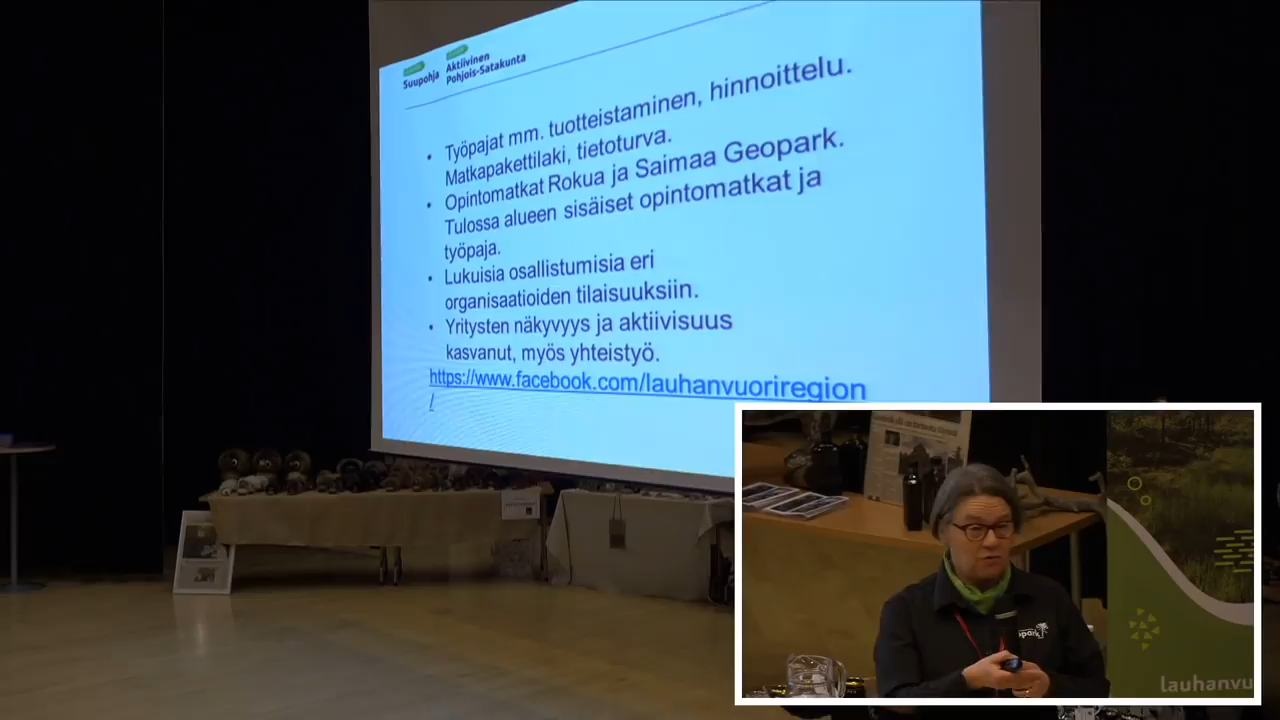 Suupohja
Aktiivinen
Pohjois-Satakunta
• Työpajat mm. tuotteistaminen, hinnoittelu.
Matkapakettilaki, tietoturva.
• Opintomatkat Rokua ja Saimaa Geopark.
Tulossa alueen sisäiset opintomatkat ja
työpaja.
• Lukuisia osallistumisia eri
organisaatioiden tilaisuuksiin.
• Yritysten näkyvyys ja aktiivisuus
kasvanut, myös yhteistyö.
https://www.facebook.com/lauhanvuoriregion
/
opark
lauhanvu